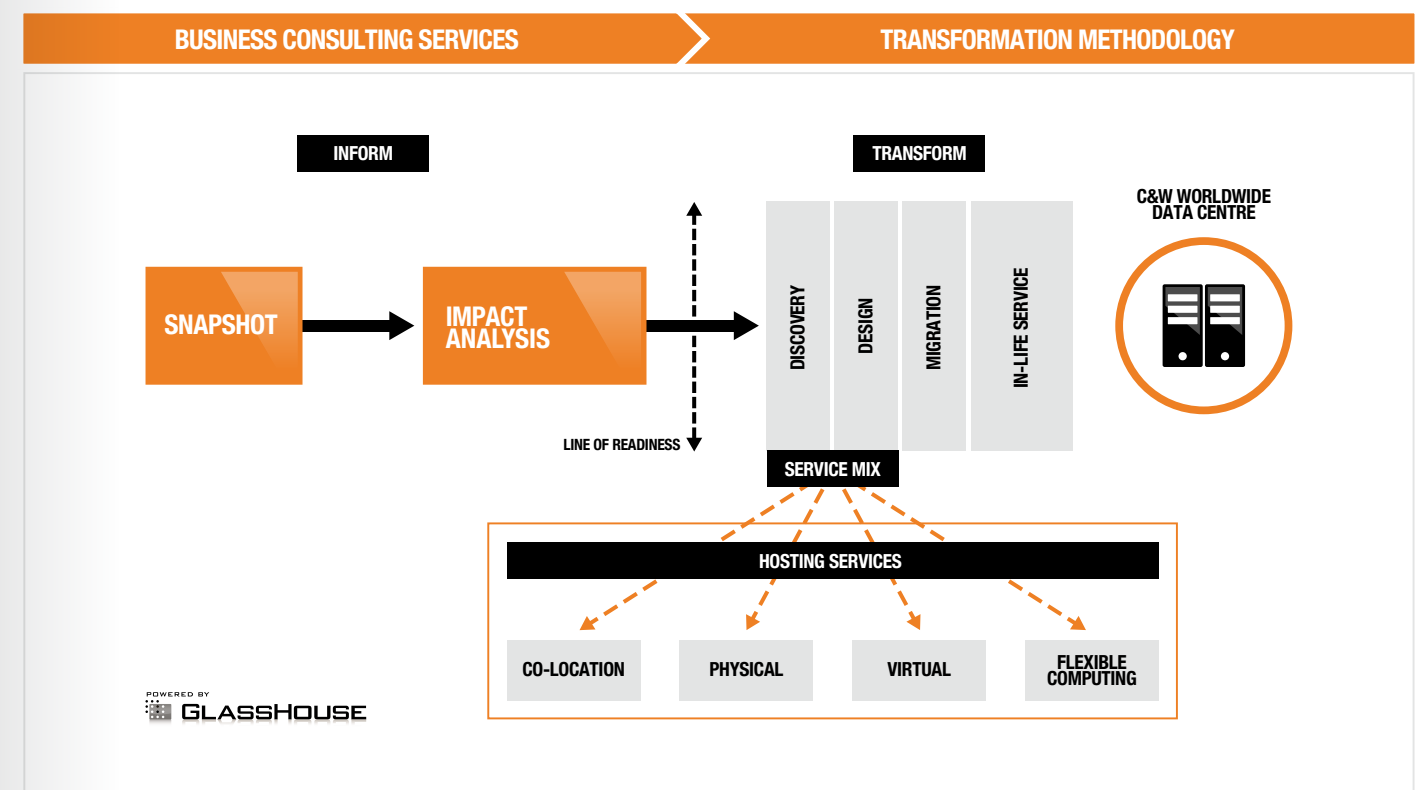 BUSINESS CONSULTING SERVICES
TRANSFORMATION METHODOLOGY
INFORM
TRANSFORM
C&W WORLDWIDE
DATA CENTRE
SNAPSHOT
IMPACT
ANALYSIS
DISCOVERY
DESIGN
MIGRATION
IN-LIFE SERVICE
LINE OF READINESS
SERVICE MIX
HOSTING SERVICES
CO-LOCATION
PHYSICAL
VIRTUAL
FLEXIBLE
COMPUTING
POWERED BY
GLASSHOUSE